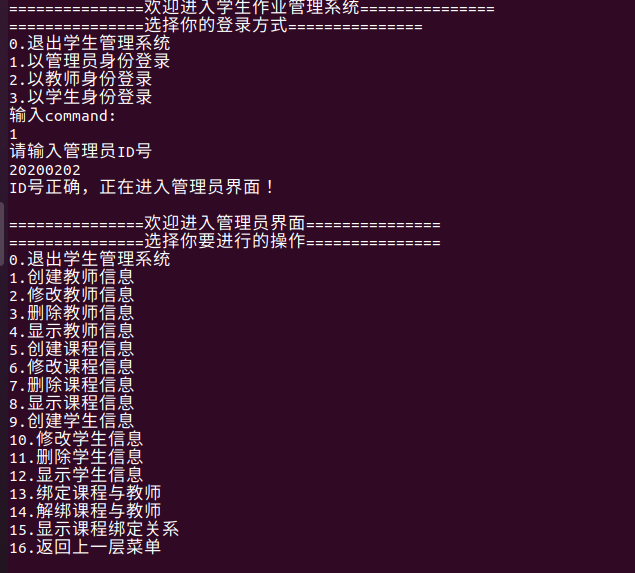 ===============欢迎进入学生作业管理系统===============
===============选择你的登录方式===============
0.退出学生管理系统
1.以管理员身份登录
2.以教师身份登录
3.以学生身份登录
输入command:
1
请输入管理员ID号
20200202
ID号正确，正在进入管理员界面！
===============欢迎进入管理员界面===============
===============选择你要进行的操作===============
0.退出学生管理系统
1.创建教师信息
2.修改教师信息
3.删除教师信息
4.显示教师信息
5.创建课程信息
6.修改课程信息
7.删除课程信息
8.显示课程信息
9.创建学生信息
10.修改学生信息
11.删除学生信息
12.显示学生信息
13.绑定课程与教师
14.解绑课程与教师
15.显示课程绑定关系
16.返回上一层菜单